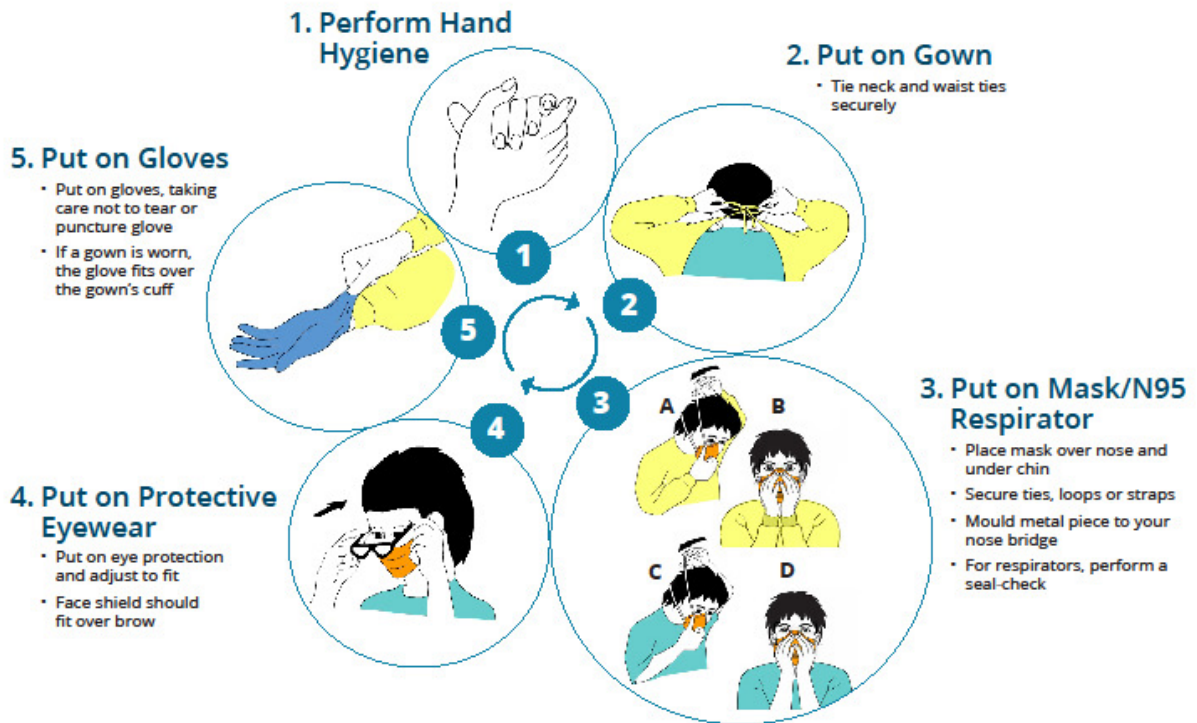 1. Perform Hand
Hygiene
2. Put on Gown
• Tie neck and waist ties
securely
3. Put on Mask/N95
Respirator
• Place mask over nose and
under chin
• Secure ties, loops or straps
• Mould metal piece to your
nose bridge
• For respirators, perform a
seal-check
4. Put on Protective
Eyewear
• Put on eye protection
and adjust to fit
• Face shield should
fit over brow
5. Put on Gloves
• Put on gloves, taking
care not to tear or
puncture glove
• If a gown is worn,
the glove fits over
the gown's cuff
1
2
3
4
5
A
B
C
D